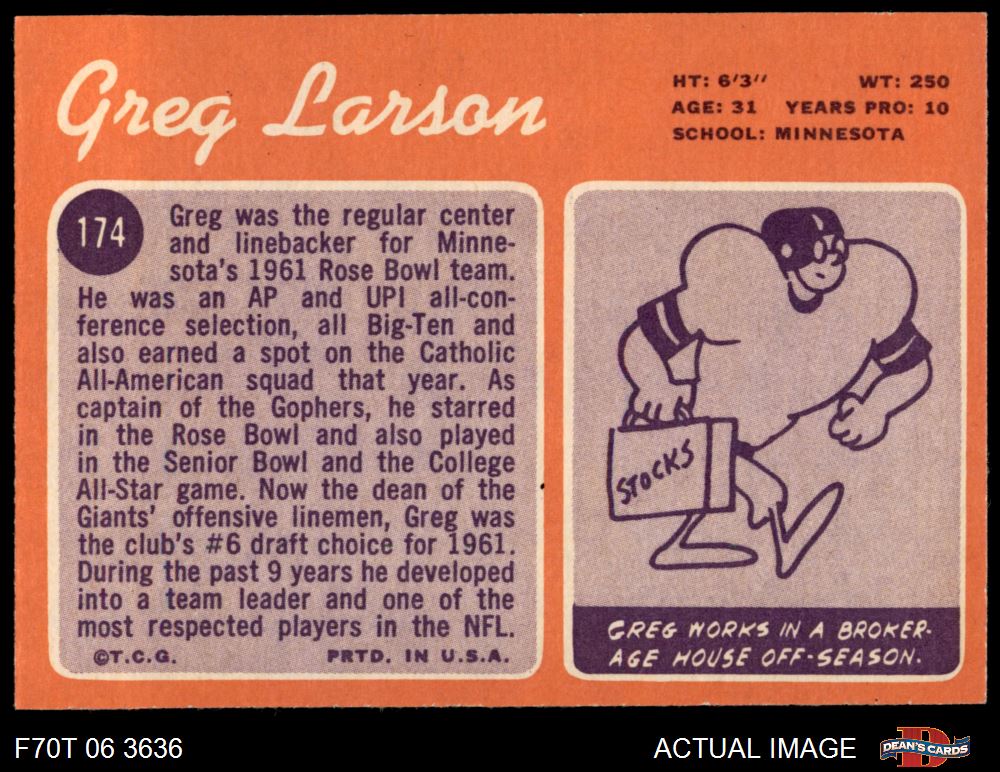 Greg Larson
HT: 6'3" WT: 250
AGE: 31 YEARS PRO: 10
SCHOOL: MINNESOTA
174
Greg was the regular center
and linebacker for Minne-
sota's 1961 Rose Bowl team.
He was an AP and UPI all-con-
ference selection, all Big-Ten and
also earned a spot on the Catholic
All-American squad that year. As
captain of the Gophers, he starred
in the Rose Bowl and also played
in the Senior Bowl and the College
All-Star game. Now the dean of the
Giants' offensive linemen, Greg was
the club's #6 draft choice for 1961.
During the past 9 years he developed
into a team leader and one of the
most respected players in the NFL.
©T.C.G. PRTD. IN U.S.A.
STOCKS
GREG WORKS IN A BROKER-
AGE HOUSE OFF-SEASON.
F70T 06 3636
ACTUAL IMAGE
D
DEAN'S CARDS